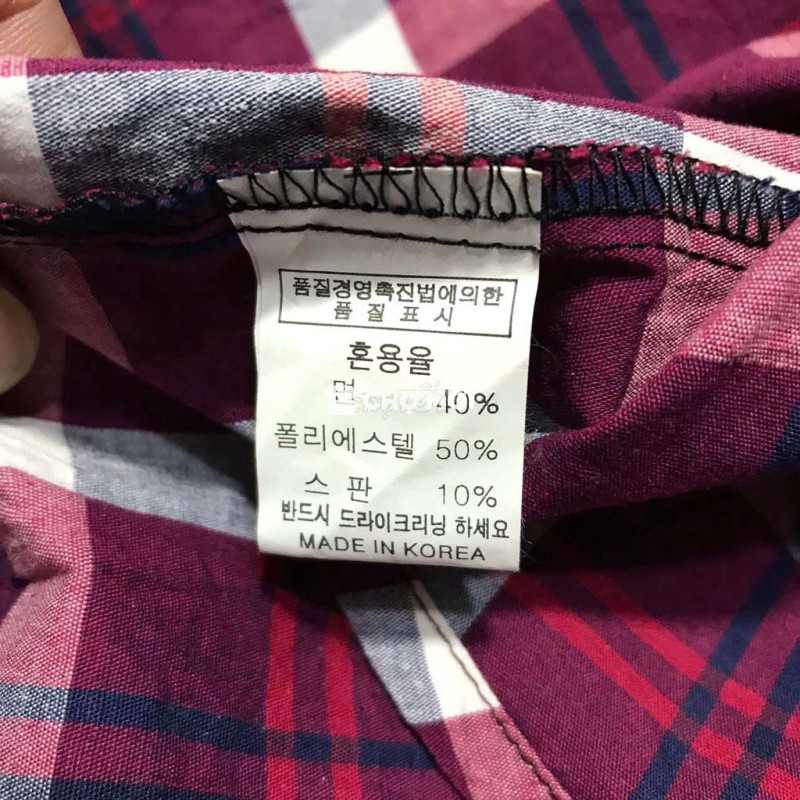 품질경영촉진법에의한
품 질 표 시
혼용율
면 40%
폴리에스텔 50%
스 판 10%
반드시 드라이크리닝 하세요
MADE IN KOREA